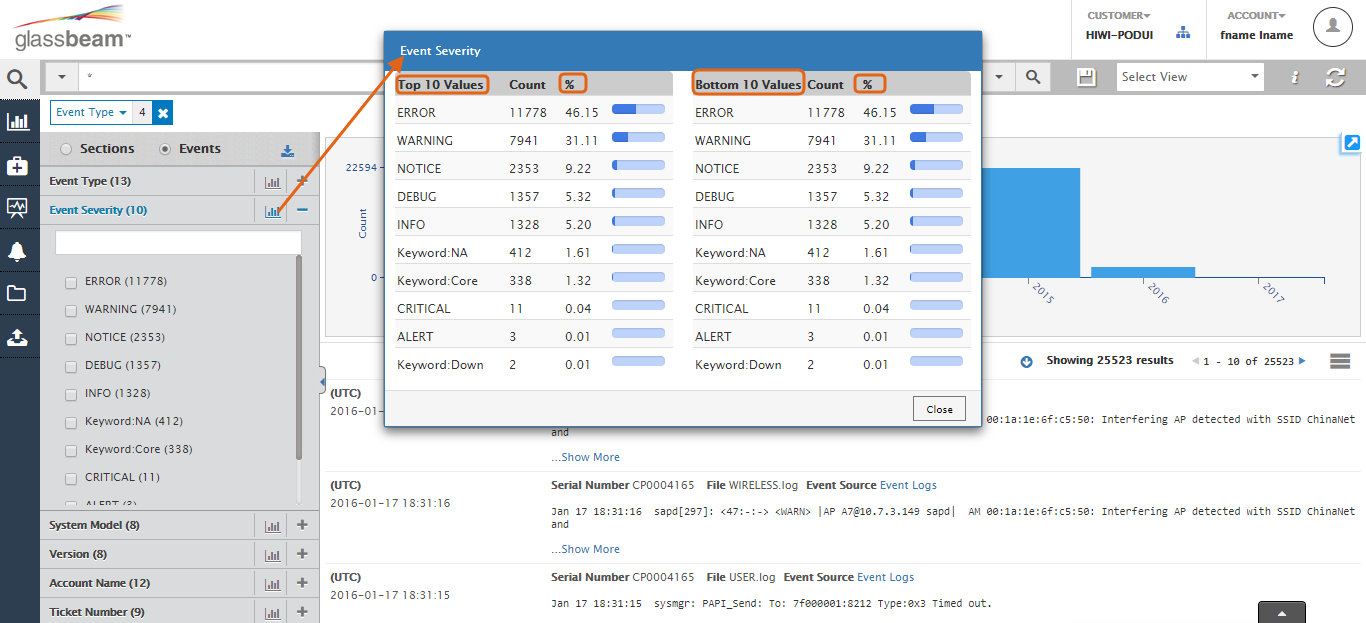 glassbeam™
CUSTOMER
HIWI-PODUI
ACCOUNT
fname lname
*
Select View
i
Event Type 4
Sections Events
Event Type (13)
Event Severity (10)
ERROR (11778)
WARNING (7941)
NOTICE (2353)
DEBUG (1357)
INFO (1328)
Keyword:NA (412)
Keyword:Core (338)
CRITICAL (11)
ALERT (3)
System Model (8)
Version (8)
Account Name (12)
Ticket Number (9)
Event Severity
Top 10 Values Count %
ERROR 11778 46.15
WARNING 7941 31.11
NOTICE 2353 9.22
DEBUG 1357 5.32
INFO 1328 5.20
Keyword:NA 412 1.61
Keyword:Core 338 1.32
CRITICAL 11 0.04
ALERT 3 0.01
Keyword:Down 2 0.01
Bottom 10 Values Count %
ERROR 11778 46.15
WARNING 7941 31.11
NOTICE 2353 9.22
DEBUG 1357 5.32
INFO 1328 5.20
Keyword:NA 412 1.61
Keyword:Core 338 1.32
CRITICAL 11 0.04
ALERT 3 0.01
Keyword:Down 2 0.01
Close
22594
Count
0
2015
2016
2017
Showing 25523 results
1 - 10 of 25523
(UTC)
2016-01-
00:1a:1e:6f:c5:50: Interfering AP detected with SSID ChinaNet
and
...Show More
(UTC)
2016-01-17 18:31:16
Serial Number CP0004165 File WIRELESS.log Event Source Event Logs
Jan 17 18:31:16 sapd[297]: <47:-:-> <WARN> |AP A7@10.7.3.149 sapd| AM 00:1a:1e:6f:c5:50: Interfering AP detected with SSID ChinaNet
and
...Show More
(UTC)
2016-01-17 18:31:15
Serial Number CP0004165 File USER.log Event Source Event Logs
Jan 17 18:31:15 sysmgr: PAPI_Send: To: 7f000001:8212 Type:0x3 Timed out.